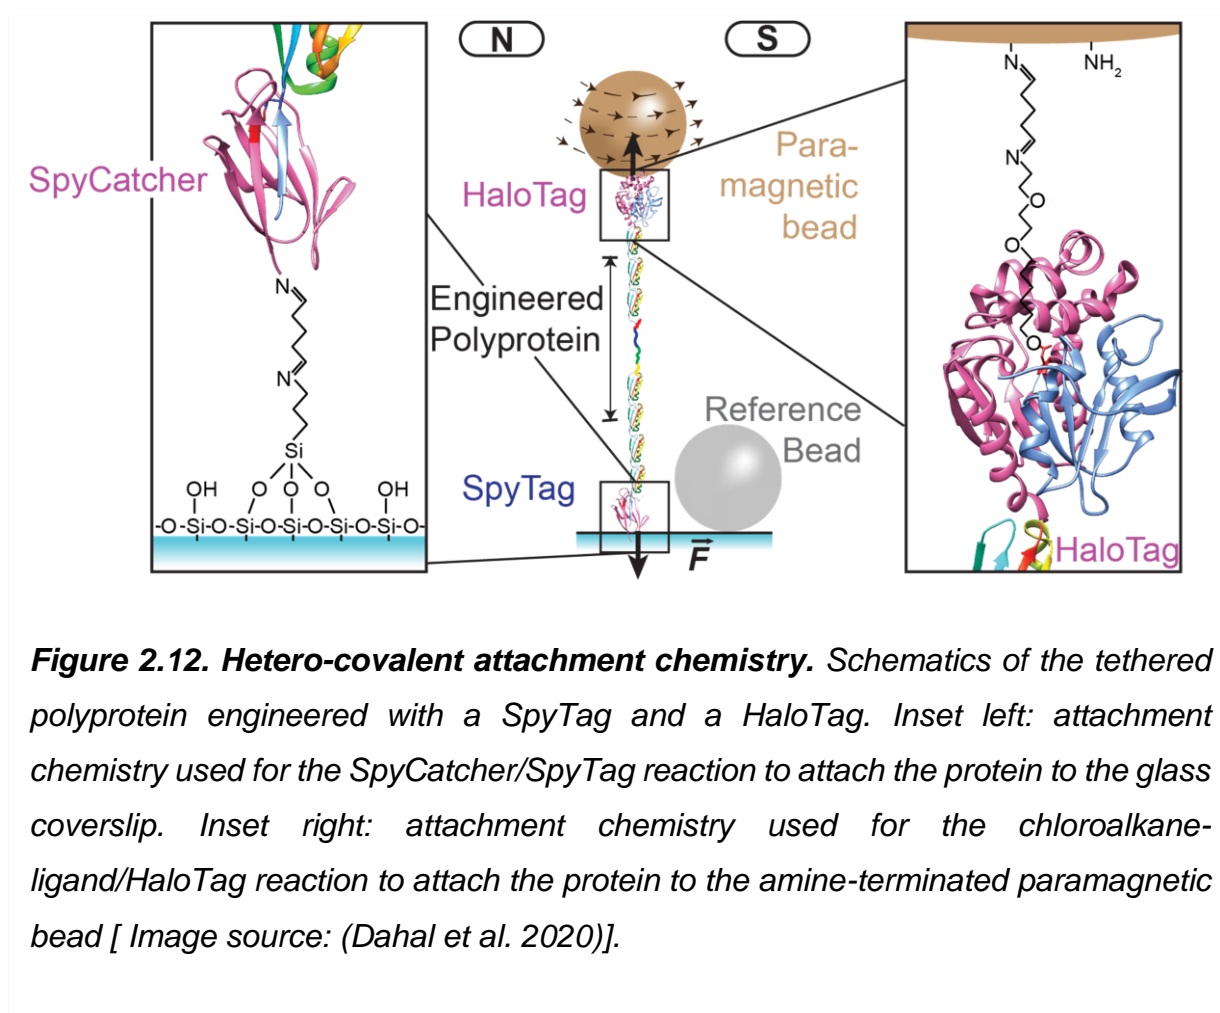 N
S
SpyCatcher
N
N
Si
OH
O O O
OH
-O-Si-O-Si-O-Si-O-Si-O-Si-O-
HaloTag
Para-
magnetic
bead
Engineered
Polyprotein
Reference
Bead
SpyTag
F
N
NH2
N
O
O
O
HaloTag
Figure 2.12. Hetero-covalent attachment chemistry. Schematics of the tethered
polyprotein engineered with a SpyTag and a HaloTag. Inset left: attachment
chemistry used for the SpyCatcher/SpyTag reaction to attach the protein to the glass
coverslip. Inset right: attachment chemistry used for the chloroalkane-
ligand/HaloTag reaction to attach the protein to the amine-terminated paramagnetic
bead [ Image source: (Dahal et al. 2020)].